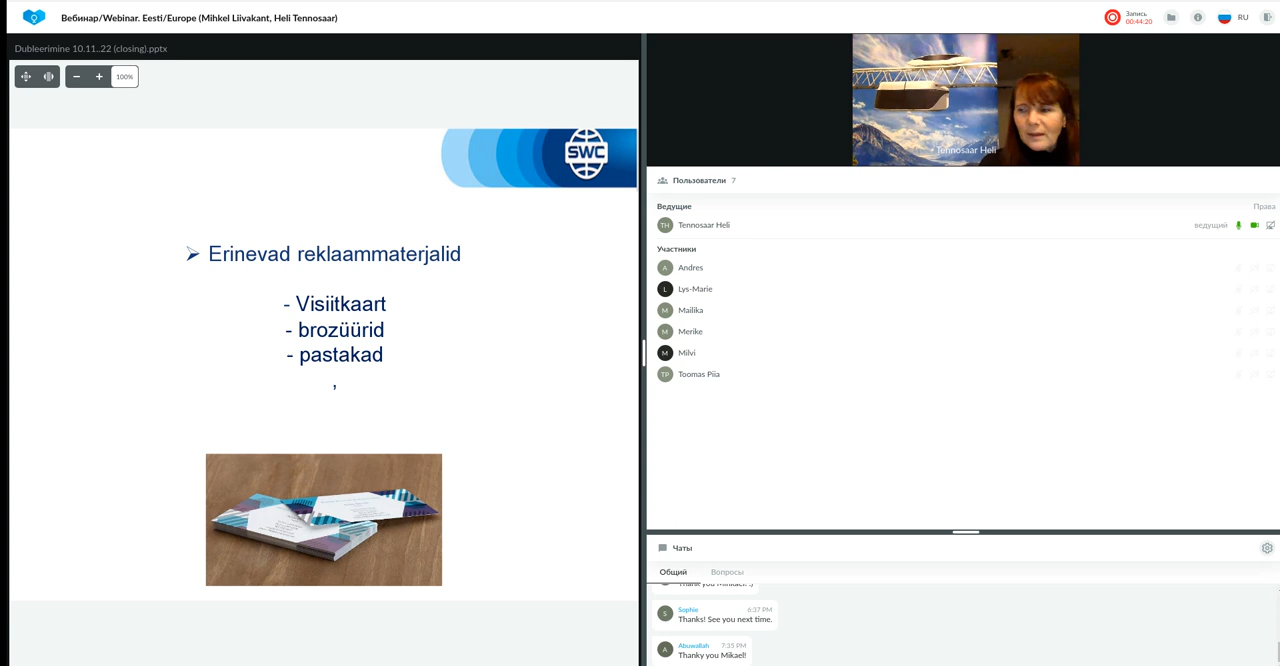 Вебинар/Webinar. Eesti/Europe (Mihkel Liivakant, Heli Tennosaar)
Запись
00:44:20
RU
Dubleerimine 10.11..22 (closing).pptx
100%
SWC
➢ Erinevad reklaammaterjalid
- Visiitkaart
- brozüürid
- pastakad
,
Tennosaar Heli
Пользователи 7
Ведущие
Права
TH
Tennosaar Heli
ведущий
Участники
A Andres
L Lys-Marie
M Mailika
M Merike
M Milvi
TP Toomas Piia
Чаты
Общий
Вопросы
S
Sophie 6:37 PM
Thanks! See you next time.
A
Abuwallah 7:35 PM
Thanky you Mikael!